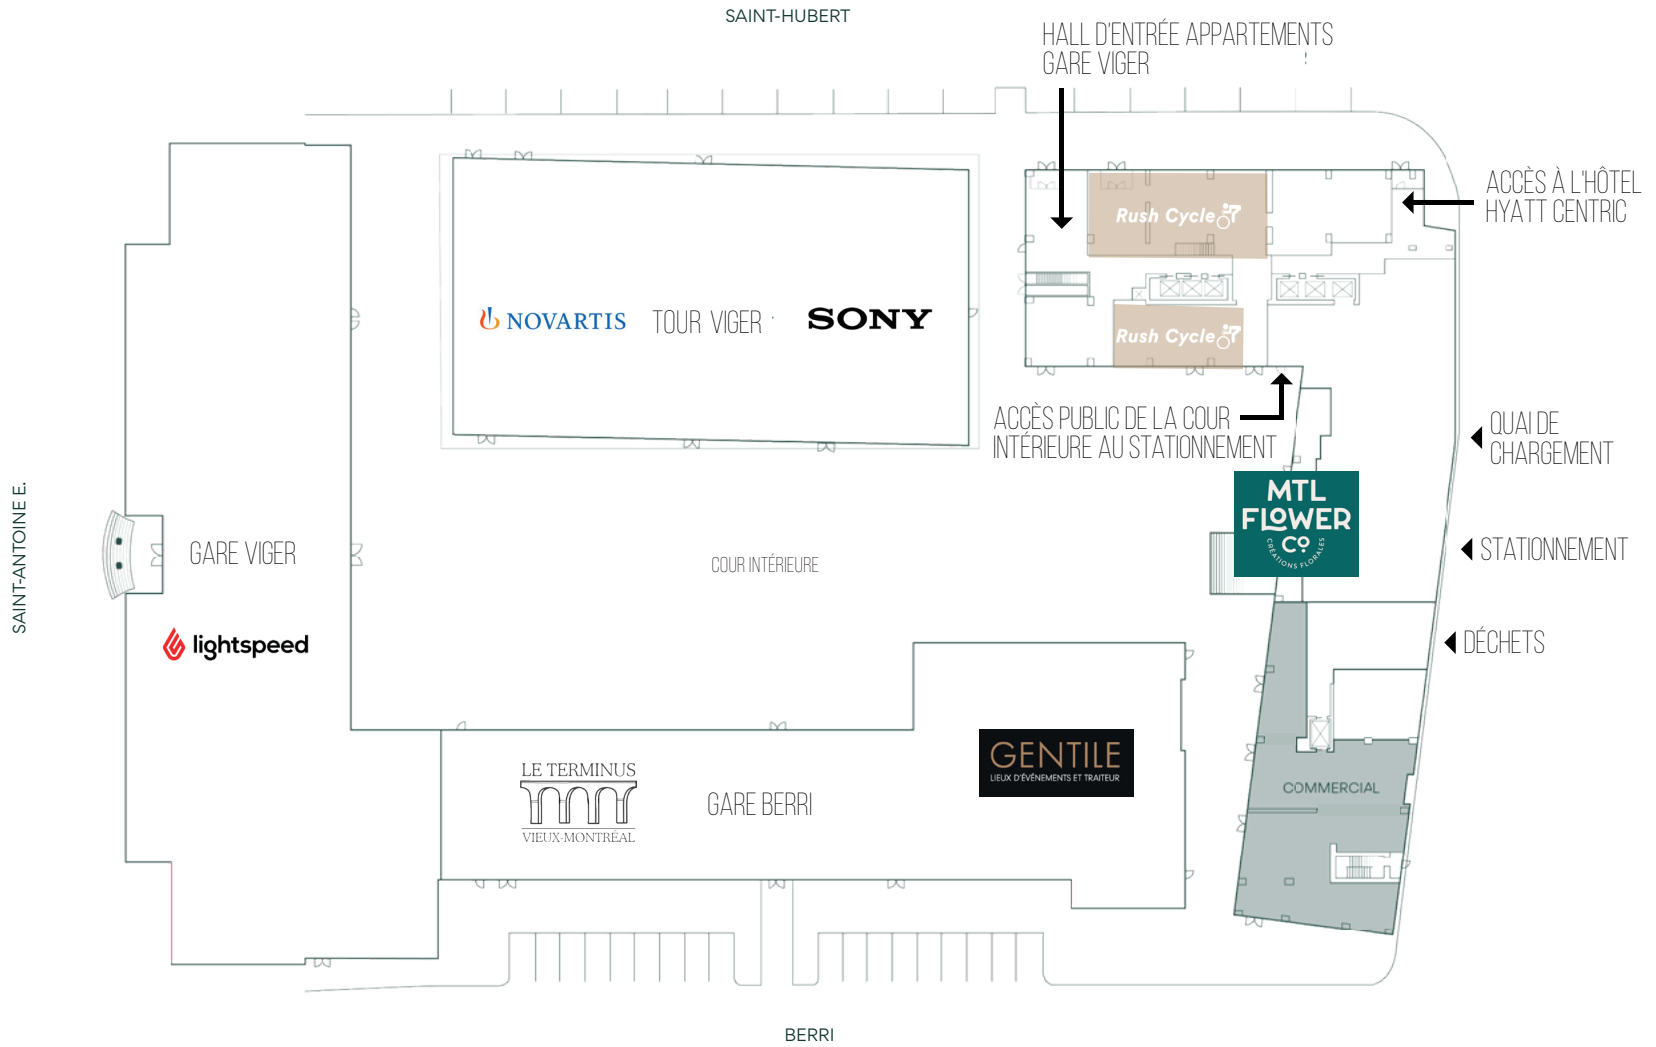 SAINT-HUBERT
HALL D'ENTRÉE APPARTEMENTS
GARE VIGER
ACCÈS À L'HÔTEL
HYATT CENTRIC
Rush Cycle
NOVARTIS
TOUR VIGER
SONY
Rush Cycle
ACCÈS PUBLIC DE LA COUR
INTÉRIEURE AU STATIONNEMENT
QUAI DE
CHARGEMENT
MTL
FLOWER
CO
CRÉATIONS FLORALES
SAINT-ANTOINE E.
GARE VIGER
COUR INTÉRIEURE
STATIONNEMENT
lightspeed
DÉCHETS
GENTILE
LIEUX D'ÉVÉNEMENTS ET TRAITEUR
LE TERMINUS
VIEUX-MONTRÉAL
GARE BERRI
COMMERCIAL
BERRI